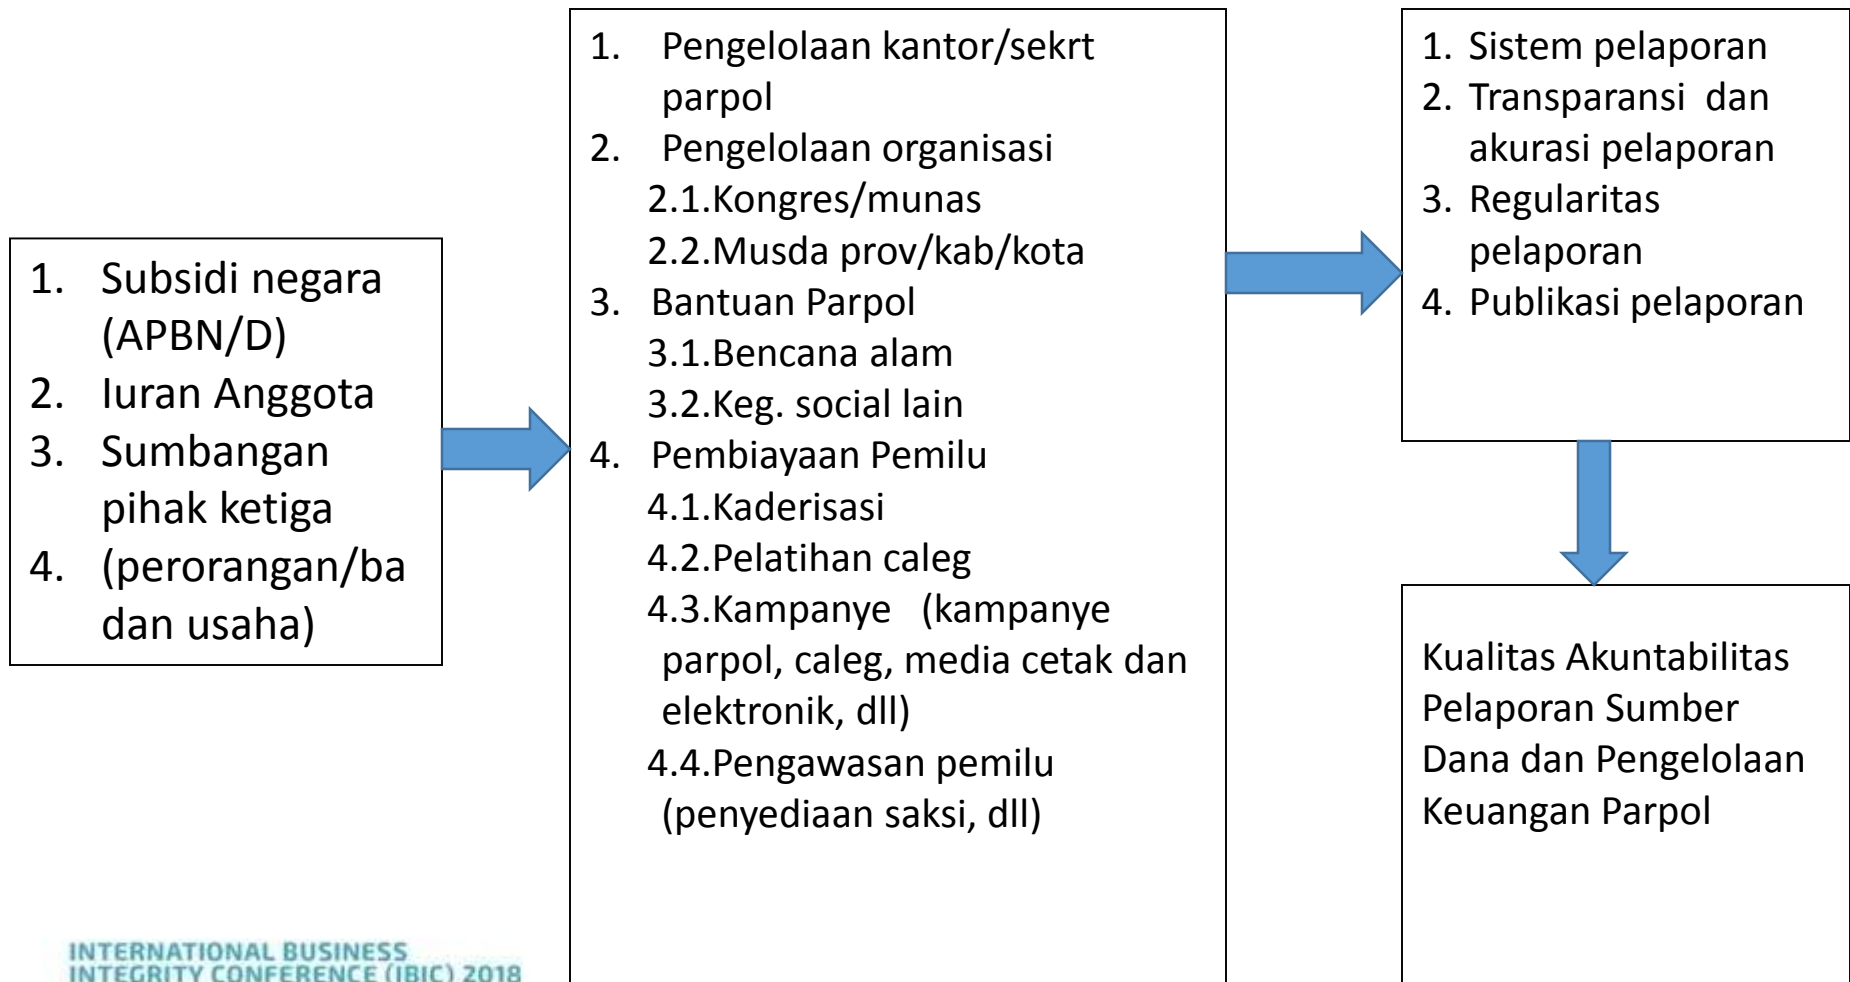 1. Subsidi negara
(APBN/D)
2. Iuran Anggota
3. Sumbangan
pihak ketiga
4. (perorangan/ba
dan usaha)
1. Pengelolaan kantor/sekrt
parpol
2. Pengelolaan organisasi
2.1.Kongres/munas
2.2.Musda prov/kab/kota
3. Bantuan Parpol
3.1.Bencana alam
3.2.Keg. social lain
4. Pembiayaan Pemilu
4.1.Kaderisasi
4.2.Pelatihan caleg
4.3.Kampanye (kampanye
parpol, caleg, media cetak dan
elektronik, dll)
4.4.Pengawasan pemilu
(penyediaan saksi, dll)
1. Sistem pelaporan
2. Transparansi dan
akurasi pelaporan
3. Regularitas
pelaporan
4. Publikasi pelaporan
Kualitas Akuntabilitas
Pelaporan Sumber
Dana dan Pengelolaan
Keuangan Parpol
INTERNATIONAL BUSINESS
INTEGRITY CONFERENCE (IBIC) 2018